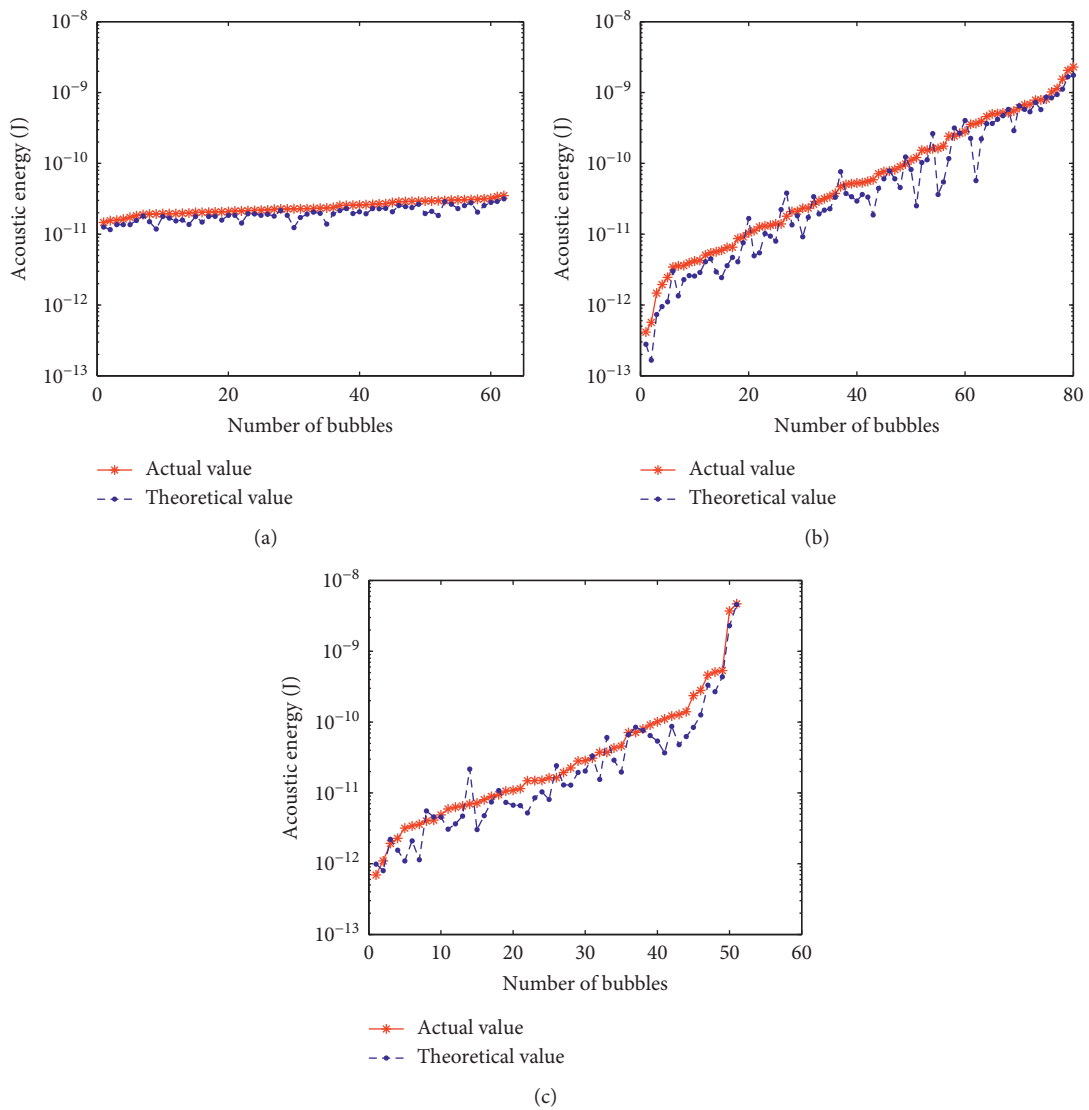 10⁻⁸
10⁻⁹
10⁻¹⁰
10⁻¹¹
10⁻¹²
10⁻¹³
Acoustic energy (J)
0 20 40 60
Number of bubbles
Actual value
Theoretical value
(a)
10⁻⁸
10⁻⁹
10⁻¹⁰
10⁻¹¹
10⁻¹²
10⁻¹³
Acoustic energy (J)
0 20 40 60 80
Number of bubbles
Actual value
Theoretical value
(b)
10⁻⁸
10⁻⁹
10⁻¹⁰
10⁻¹¹
10⁻¹²
10⁻¹³
Acoustic energy (J)
0 10 20 30 40 50 60
Number of bubbles
Actual value
Theoretical value
(c)